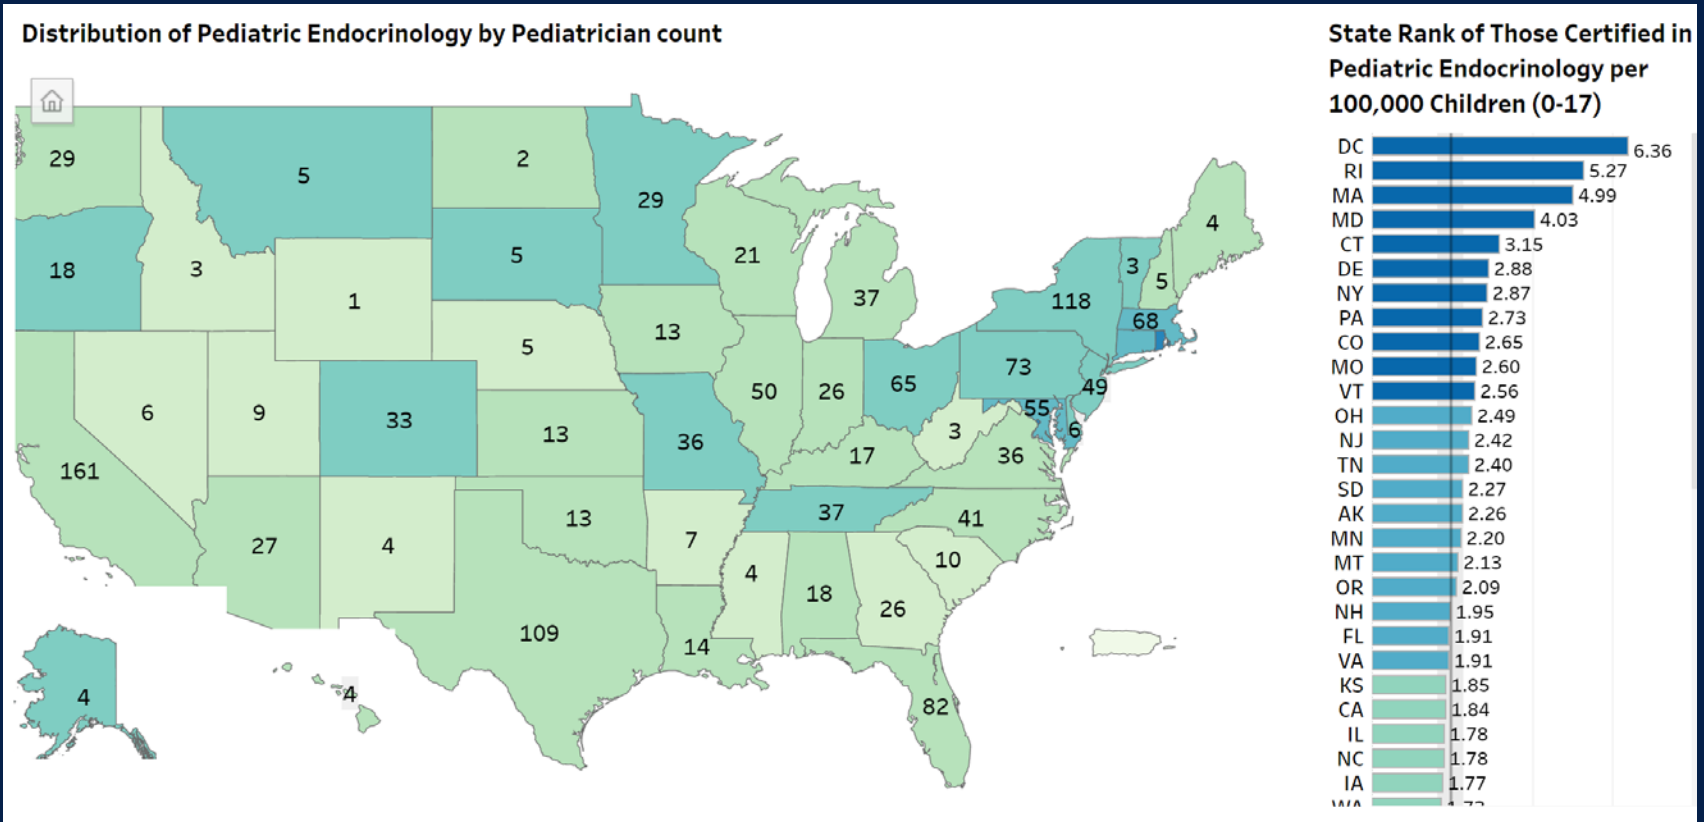 Distribution of Pediatric Endocrinology by Pediatrician count
29
5
2
29
4
18
3
5
21
3
5
1
37
118
68
13
5
73
49
6
9
33
50
26
65
55
6
13
36
17
3
36
161
37
41
27
4
13
7
4
18
26
10
109
14
82
4
4
State Rank of Those Certified in
Pediatric Endocrinology per
100,000 Children (0-17)
DC 6.36
RI 5.27
MA 4.99
MD 4.03
CT 3.15
DE 2.88
NY 2.87
PA 2.73
CO 2.65
MO 2.60
VT 2.56
OH 2.49
NJ 2.42
TN 2.40
SD 2.27
AK 2.26
MN 2.20
MT 2.13
OR 2.09
NH 1.95
FL 1.91
VA 1.91
KS 1.85
CA 1.84
IL 1.78
NC 1.78
IA 1.77